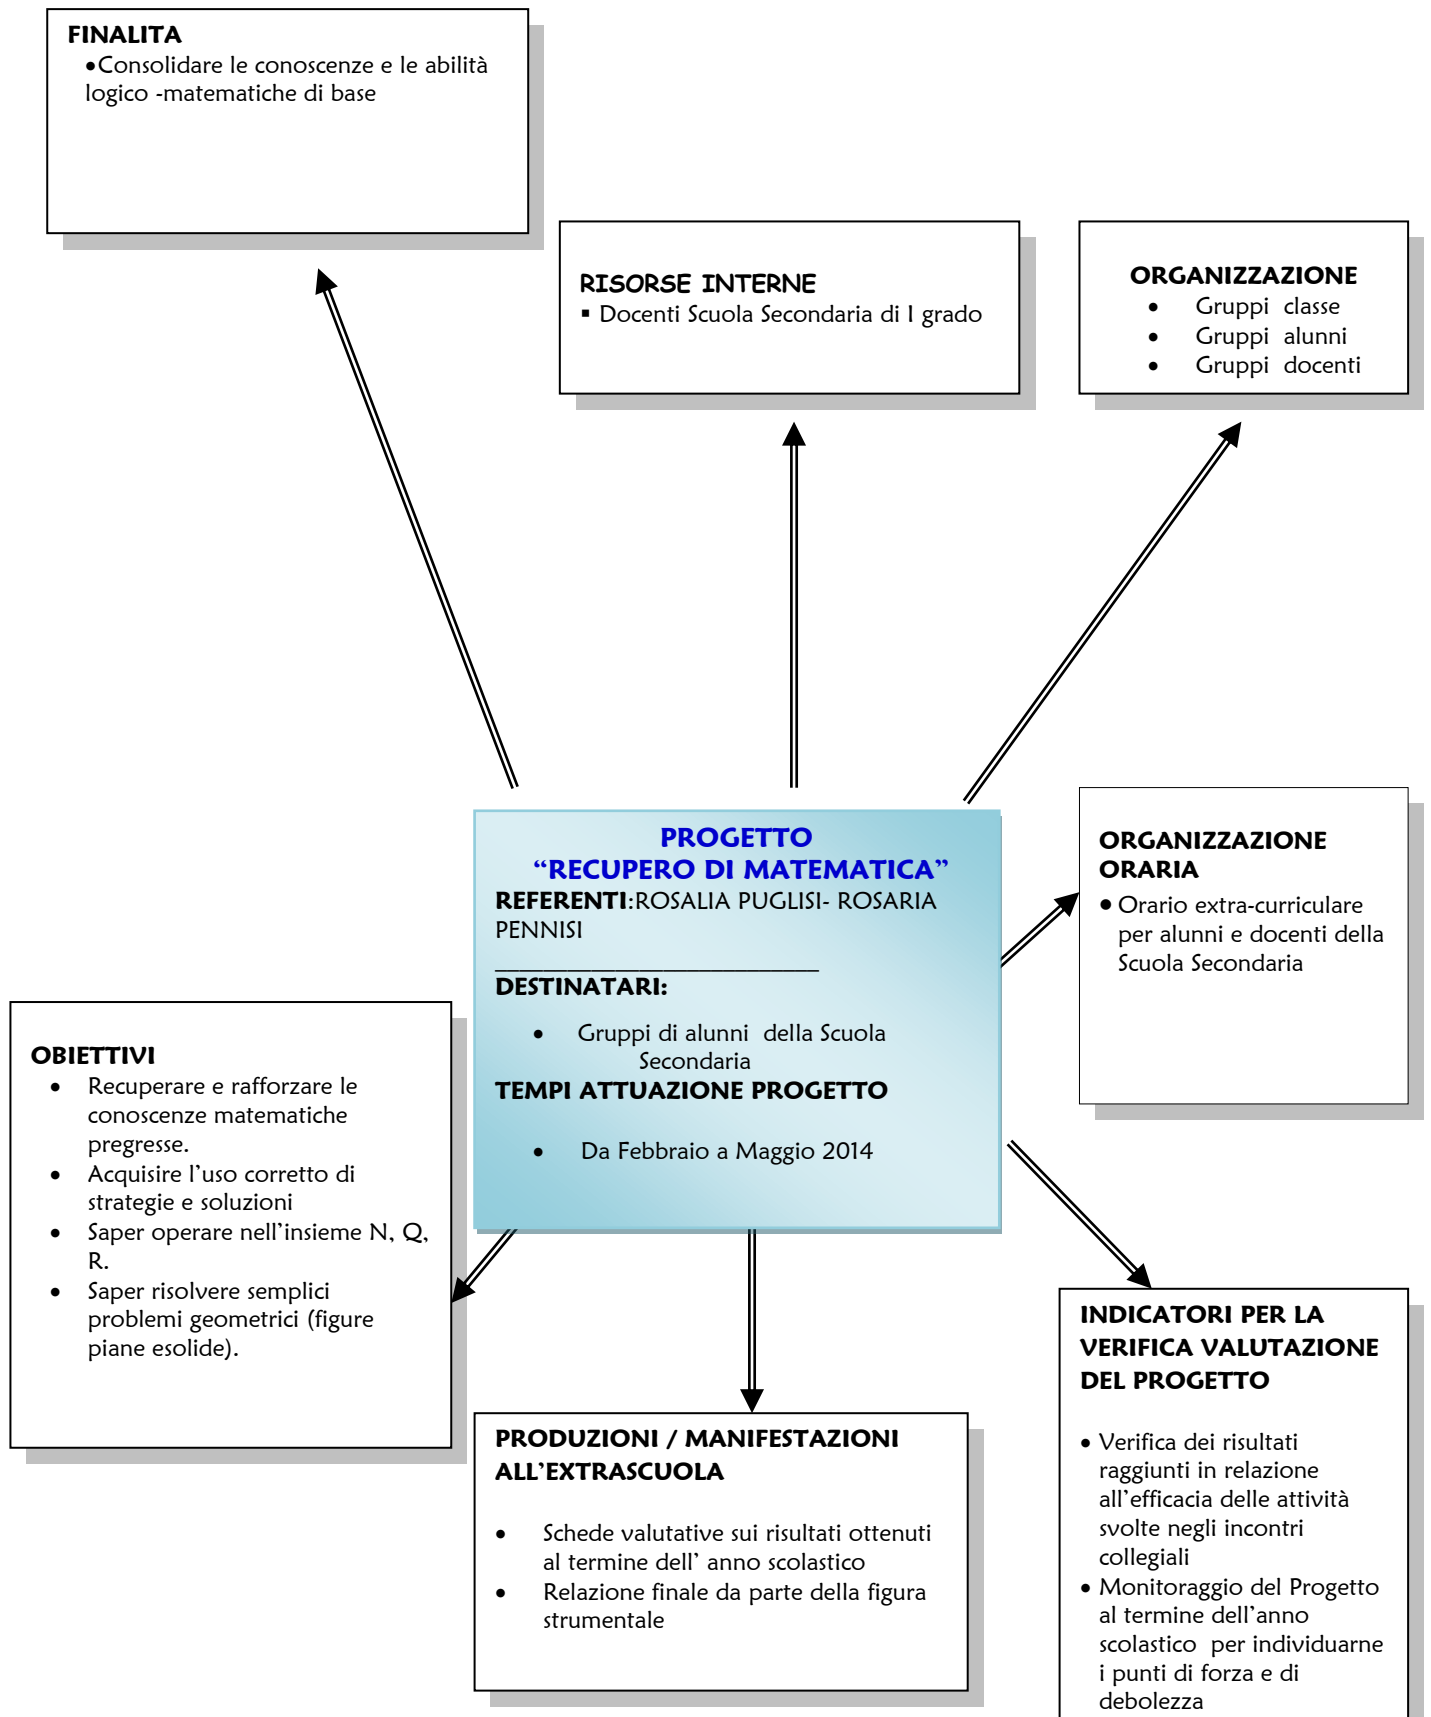 FINALITA
•Consolidare le conoscenze e le abilità
logico -matematiche di base
RISORSE INTERNE
▪ Docenti Scuola Secondaria di I grado
ORGANIZZAZIONE
• Gruppi classe
• Gruppi alunni
• Gruppi docenti
PROGETTO
“RECUPERO DI MATEMATICA”
REFERENTI:ROSALIA PUGLISI- ROSARIA
PENNISI
___________________________
DESTINATARI:
• Gruppi di alunni della Scuola
Secondaria
TEMPI ATTUAZIONE PROGETTO
• Da Febbraio a Maggio 2014
ORGANIZZAZIONE
ORARIA
• Orario extra-curriculare
per alunni e docenti della
Scuola Secondaria
OBIETTIVI
• Recuperare e rafforzare le
conoscenze matematiche
pregresse.
• Acquisire l’uso corretto di
strategie e soluzioni
• Saper operare nell’insieme N, Q,
R.
• Saper risolvere semplici
problemi geometrici (figure
piane esolide).
PRODUZIONI / MANIFESTAZIONI
ALL’EXTRASCUOLA
• Schede valutative sui risultati ottenuti
al termine dell’ anno scolastico
• Relazione finale da parte della figura
strumentale
INDICATORI PER LA
VERIFICA VALUTAZIONE
DEL PROGETTO
• Verifica dei risultati
raggiunti in relazione
all’efficacia delle attività
svolte negli incontri
collegiali
• Monitoraggio del Progetto
al termine dell’anno
scolastico per individuarne
i punti di forza e di
debolezza